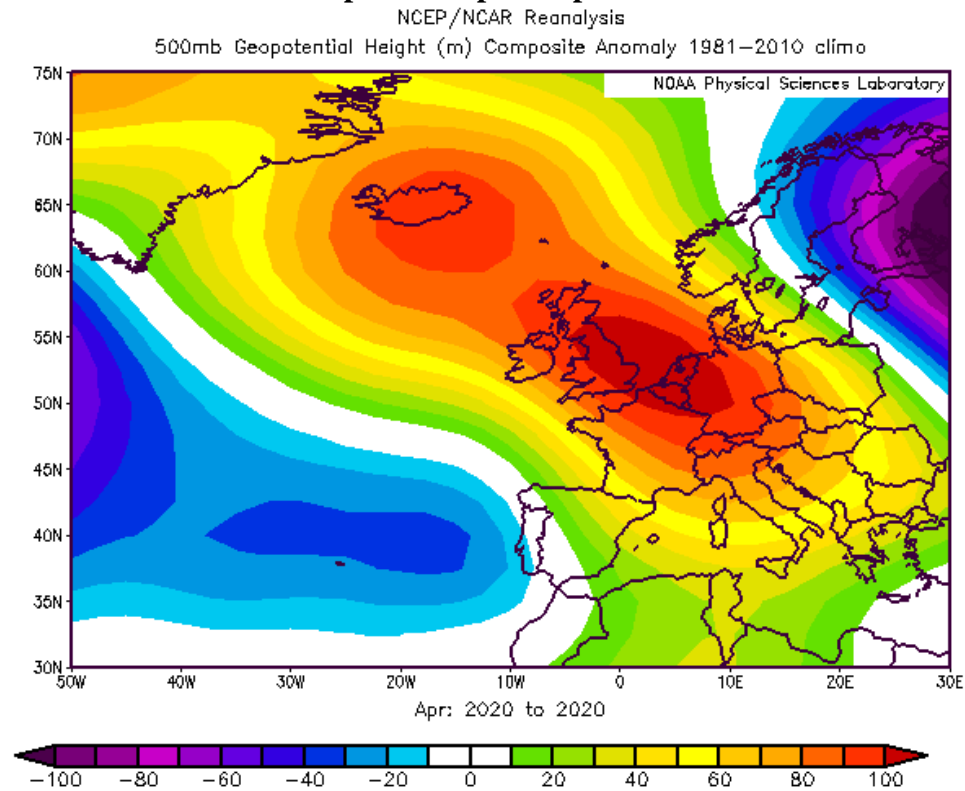 NCEP/NCAR Reanalysis
500mb Geopotential Height (m) Composite Anomaly 1981-2010 climo
NOAA Physical Sciences Laboratory
75N
70N
65N
60N
55N
50N
45N
40N
35N
30N
50W 40W 30W 20W 10W 0 10E 20E 30E
Apr: 2020 to 2020
-100 -80 -60 -40 -20 0 20 40 60 80 100